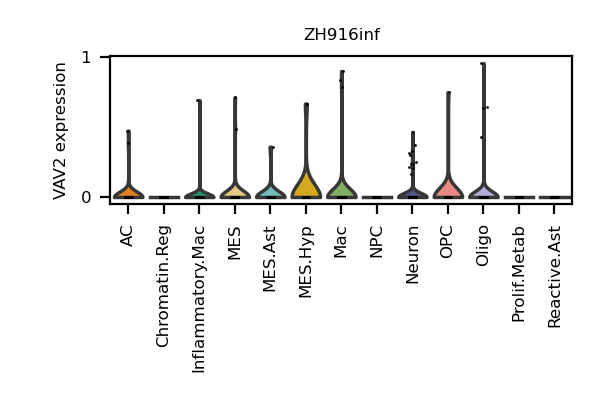 ZH916inf
VAV2 expression
1
0
AC
Chromatin.Reg
Inflammatory.Mac
MES
MES.Ast
MES.Hyp
Mac
NPC
Neuron
OPC
Oligo
Prolif.Metab
Reactive.Ast